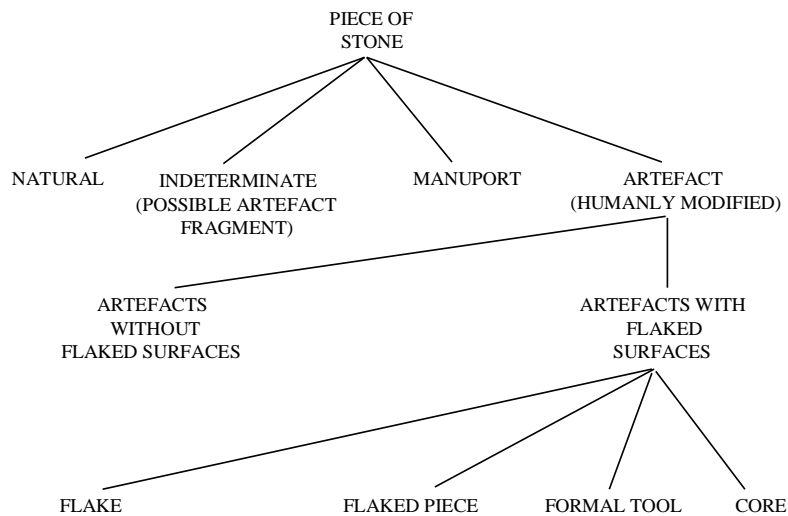 PIECE OF
STONE
NATURAL
INDETERMINATE
(POSSIBLE ARTEFACT
FRAGMENT)
MANUPORT
ARTEFACT
(HUMANLY MODIFIED)
ARTEFACTS
WITHOUT
FLAKED SURFACES
ARTEFACTS WITH
FLAKED
SURFACES
FLAKE
FLAKED PIECE
FORMAL TOOL
CORE